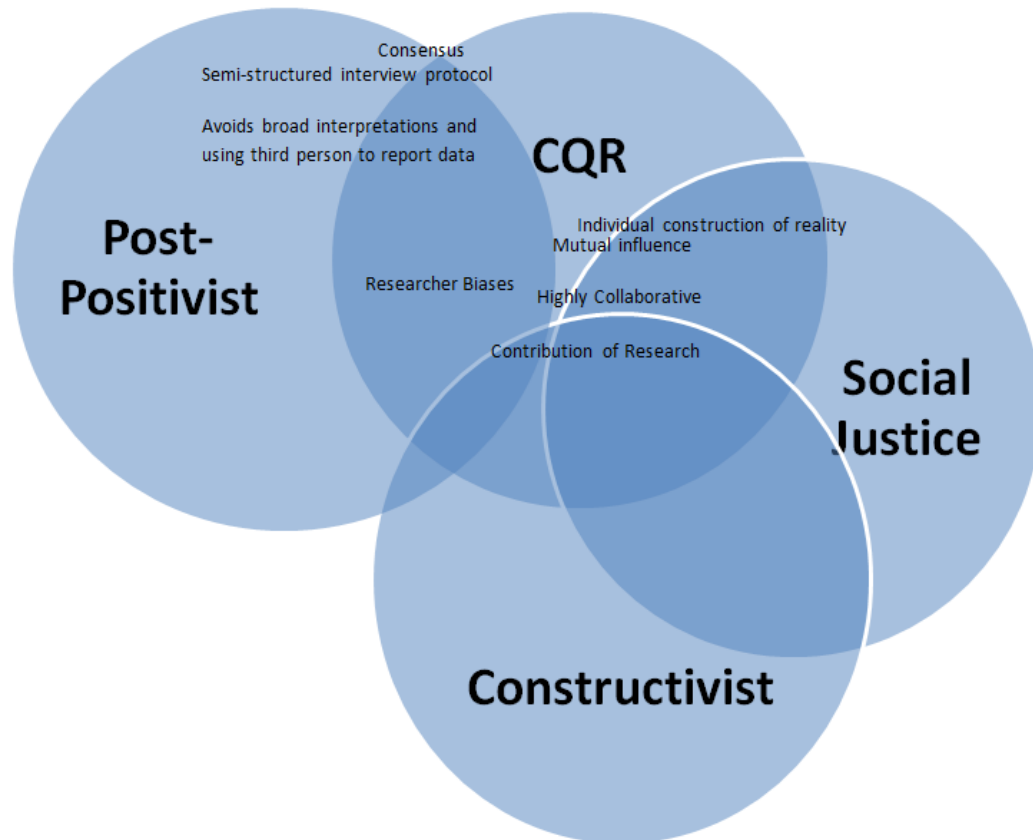 Consensus
Semi-structured interview protocol
Avoids broad interpretations and
using third person to report data
CQR
Post-
Positivist
Individual construction of reality
Mutual influence
Researcher Biases
Highly Collaborative
Contribution of Research
Social
Justice
Constructivist